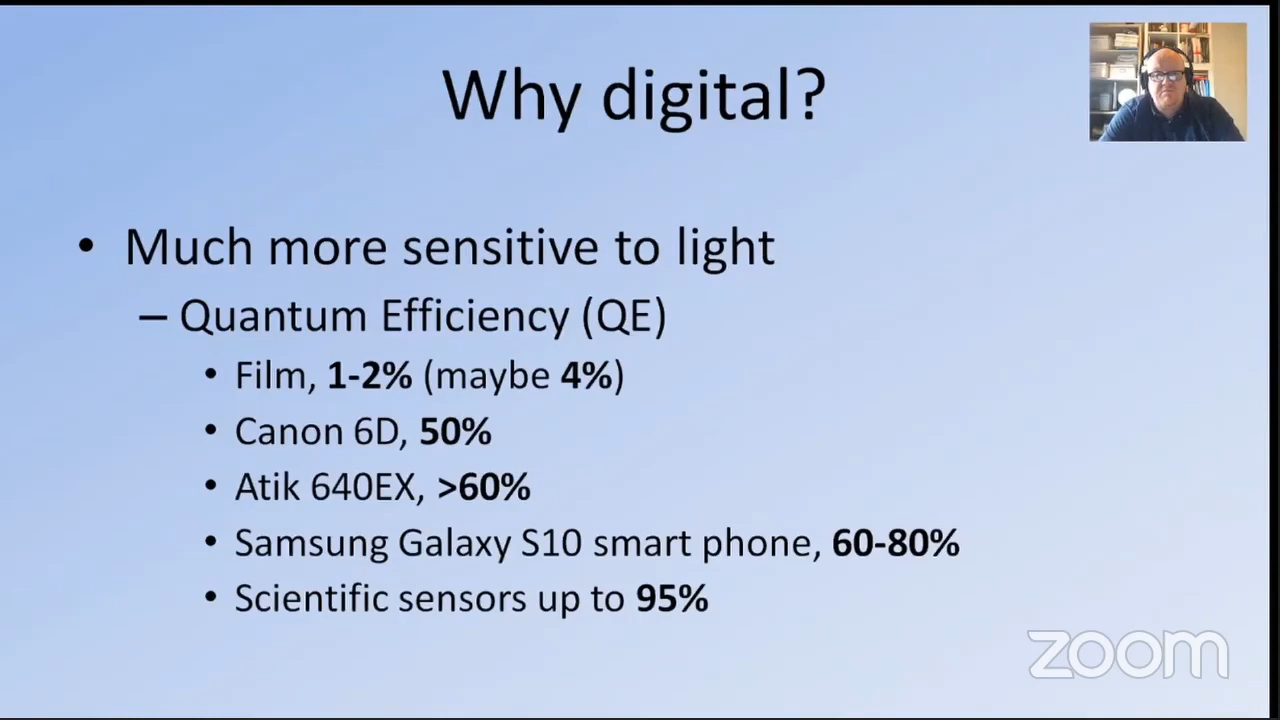 Why digital?
• Much more sensitive to light
– Quantum Efficiency (QE)
• Film, 1-2% (maybe 4%)
• Canon 6D, 50%
• Atik 640EX, >60%
• Samsung Galaxy S10 smart phone, 60-80%
• Scientific sensors up to 95%
zoom